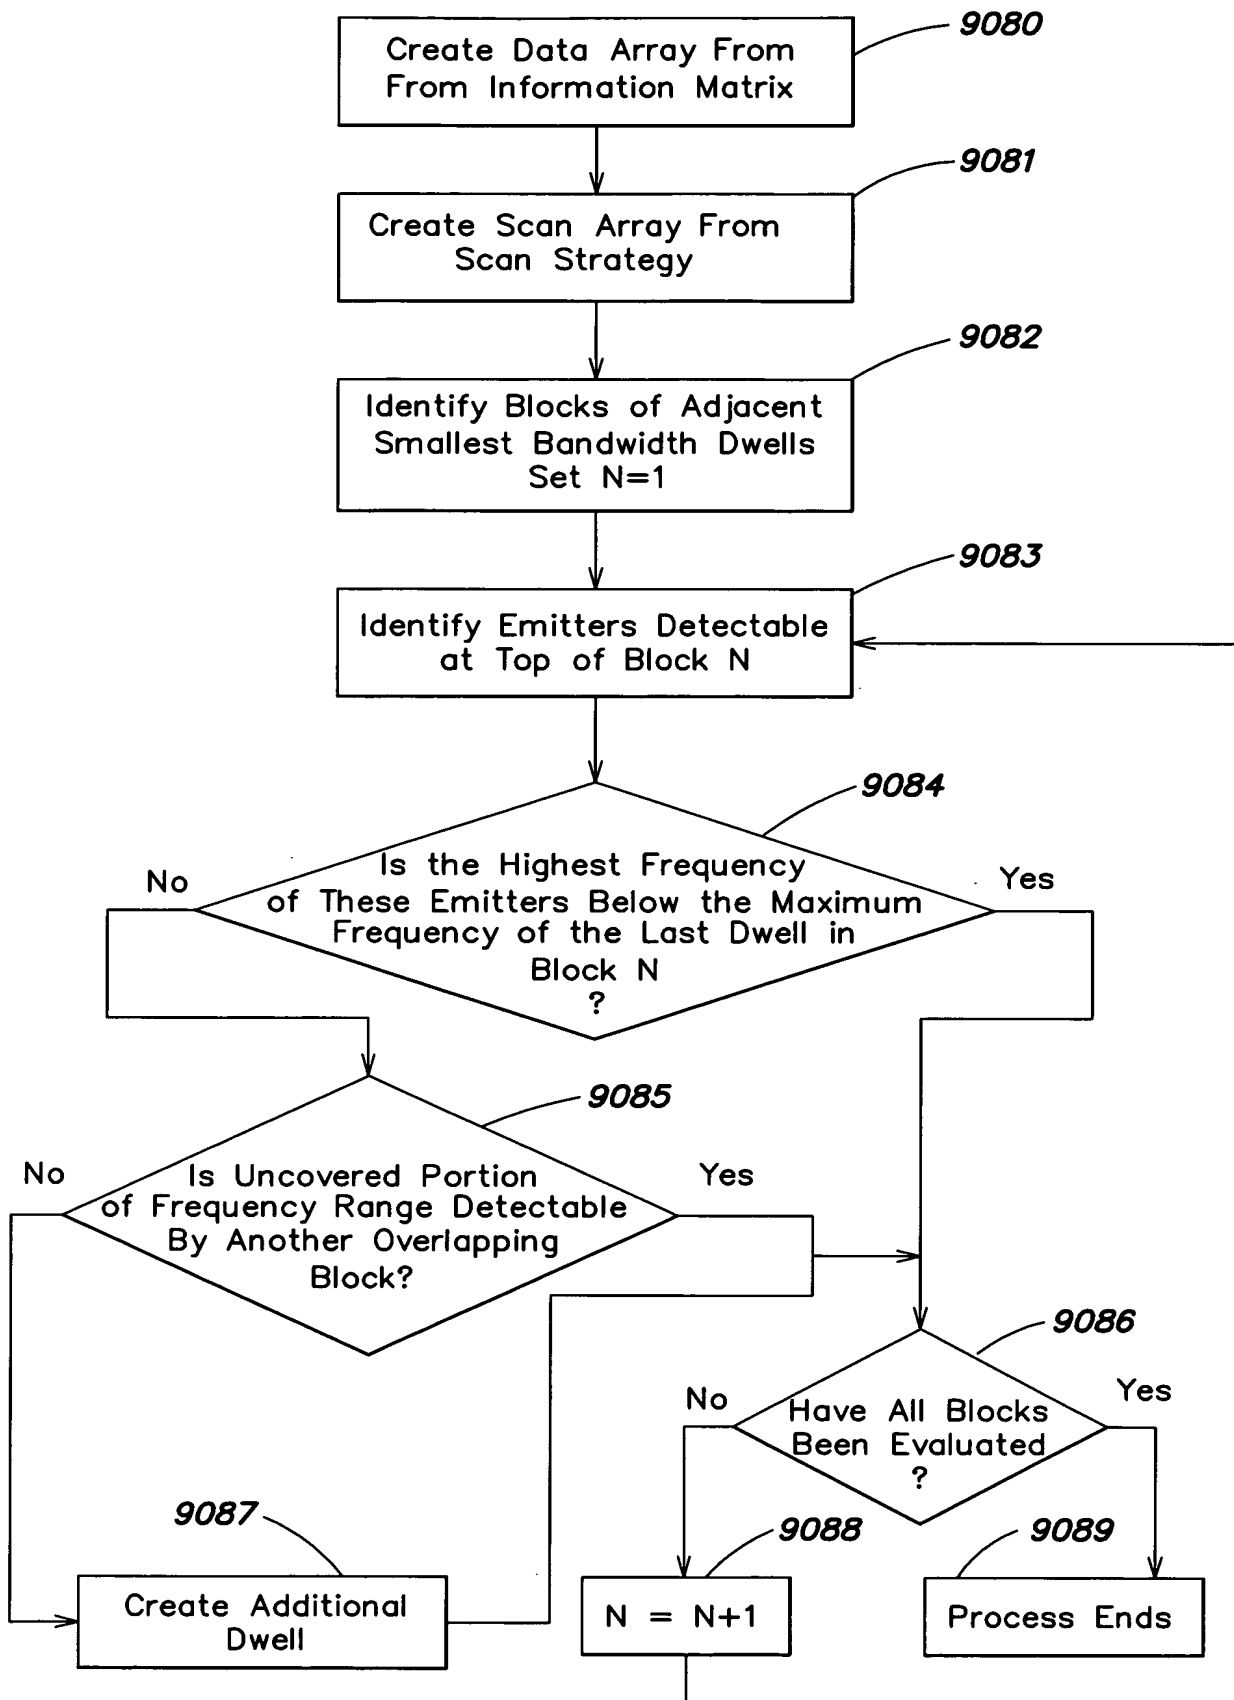 9080
Create Data Array From
From Information Matrix
9081
Create Scan Array From
Scan Strategy
9082
Identify Blocks of Adjacent
Smallest Bandwidth Dwells
Set N=1
9083
Identify Emitters Detectable
at Top of Block N
9084
No
Yes
Is the Highest Frequency
of These Emitters Below the Maximum
Frequency of the Last Dwell in
Block N
?
9085
No
Yes
Is Uncovered Portion
of Frequency Range Detectable
By Another Overlapping
Block?
9086
No
Yes
Have All Blocks
Been Evaluated
?
9087
Create Additional
Dwell
9088
N = N+1
9089
Process Ends